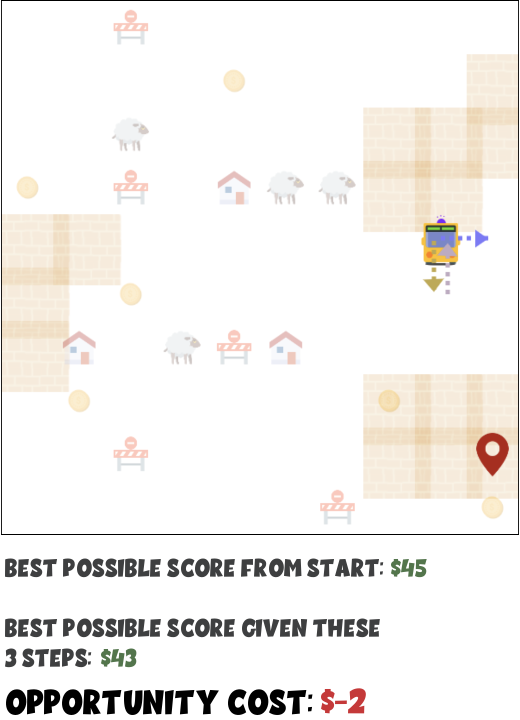 BEST POSSIBLE SCORE FROM START: $45
BEST POSSIBLE SCORE GIVEN THESE
3 STEPS: $43
OPPORTUNITY COST: $-2